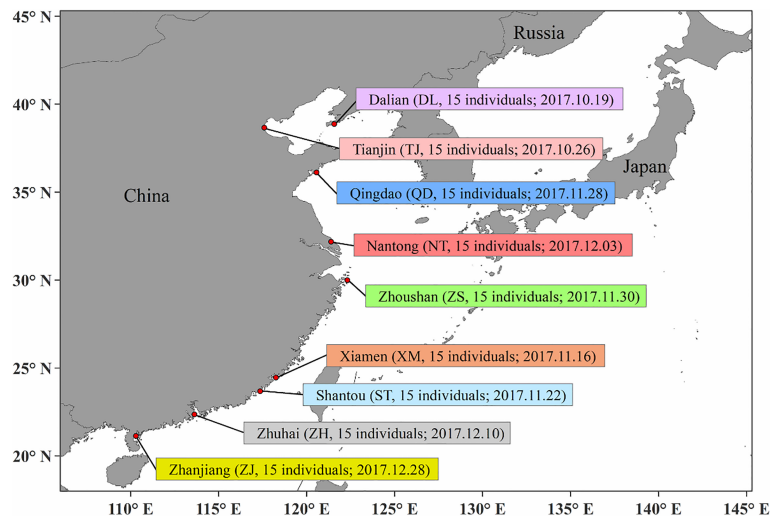 45° N
Russia
40° N
Dalian (DL, 15 individuals; 2017.10.19)
Tianjin (TJ, 15 individuals; 2017.10.26)
Japan
35° N
China
Qingdao (QD, 15 individuals; 2017.11.28)
Nantong (NT, 15 individuals; 2017.12.03)
30° N
Zhoushan (ZS, 15 individuals; 2017.11.30)
25° N
Xiamen (XM, 15 individuals; 2017.11.16)
Shantou (ST, 15 individuals; 2017.11.22)
Zhuhai (ZH, 15 individuals; 2017.12.10)
20° N
Zhanjiang (ZJ, 15 individuals; 2017.12.28)
110° E 115° E 120° E 125° E 130° E 135° E 140° E 145° E